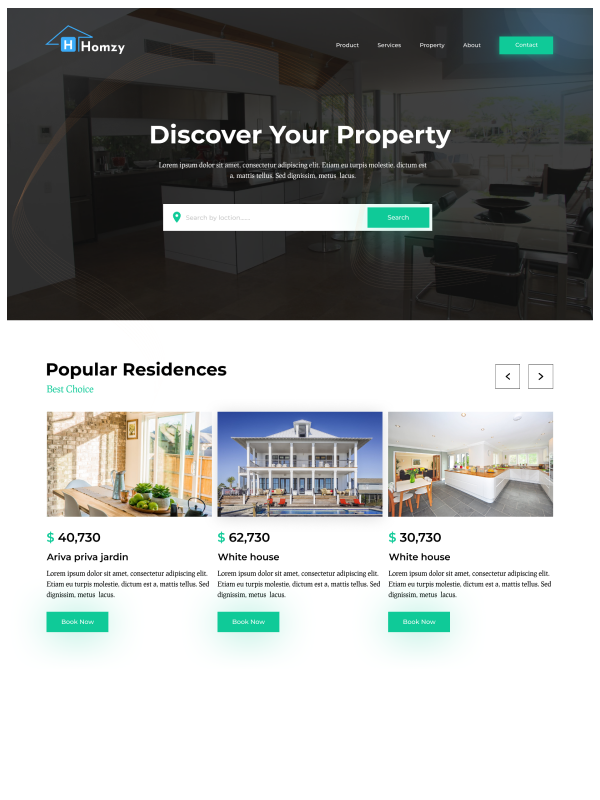 H Homzy
Product Services Property About Contact
Discover Your Property
Lorem ipsum dolor sit amet, consectetur adipiscing elit. Etiam eu turpis molestie, dictum est
a, mattis tellus. Sed dignissim, metus lacus.
Search by loction.......
Search
Popular Residences
Best Choice
$ 40,730
Ariva priva jardin
Lorem ipsum dolor sit amet, consectetur adipiscing elit.
Etiam eu turpis molestie, dictum est a, mattis tellus. Sed
dignissim, metus lacus.
Book Now
$ 62,730
White house
Lorem ipsum dolor sit amet, consectetur adipiscing elit.
Etiam eu turpis molestie, dictum est a, mattis tellus. Sed
dignissim, metus lacus.
Book Now
$ 30,730
White house
Lorem ipsum dolor sit amet, consectetur adipiscing elit.
Etiam eu turpis molestie, dictum est a, mattis tellus. Sed
dignissim, metus lacus.
Book Now